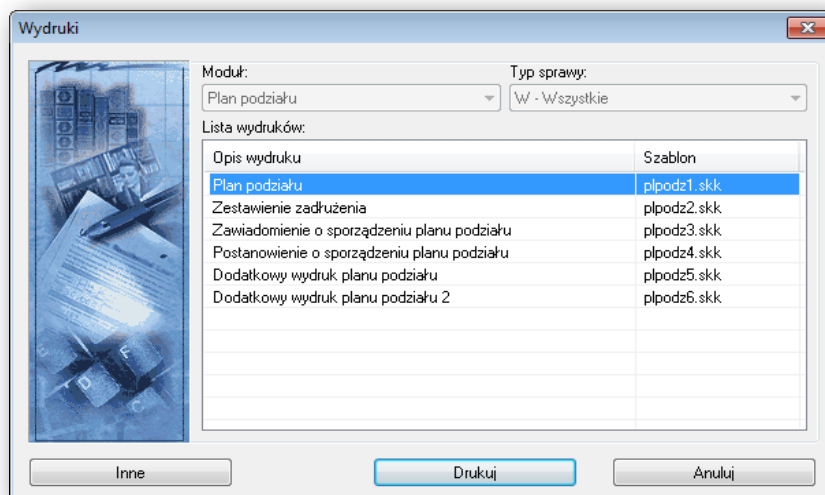 Wydruki
Moduł: Typ sprawy:
Plan podziału W - Wszystkie
Lista wydruków:
Opis wydruku Szablon
Plan podziału plpodz1.skk
Zestawienie zadłużenia plpodz2.skk
Zawiadomienie o sporządzeniu planu podziału plpodz3.skk
Postanowienie o sporządzeniu planu podziału plpodz4.skk
Dodatkowy wydruk planu podziału plpodz5.skk
Dodatkowy wydruk planu podziału 2 plpodz6.skk
Inne Drukuj Anuluj